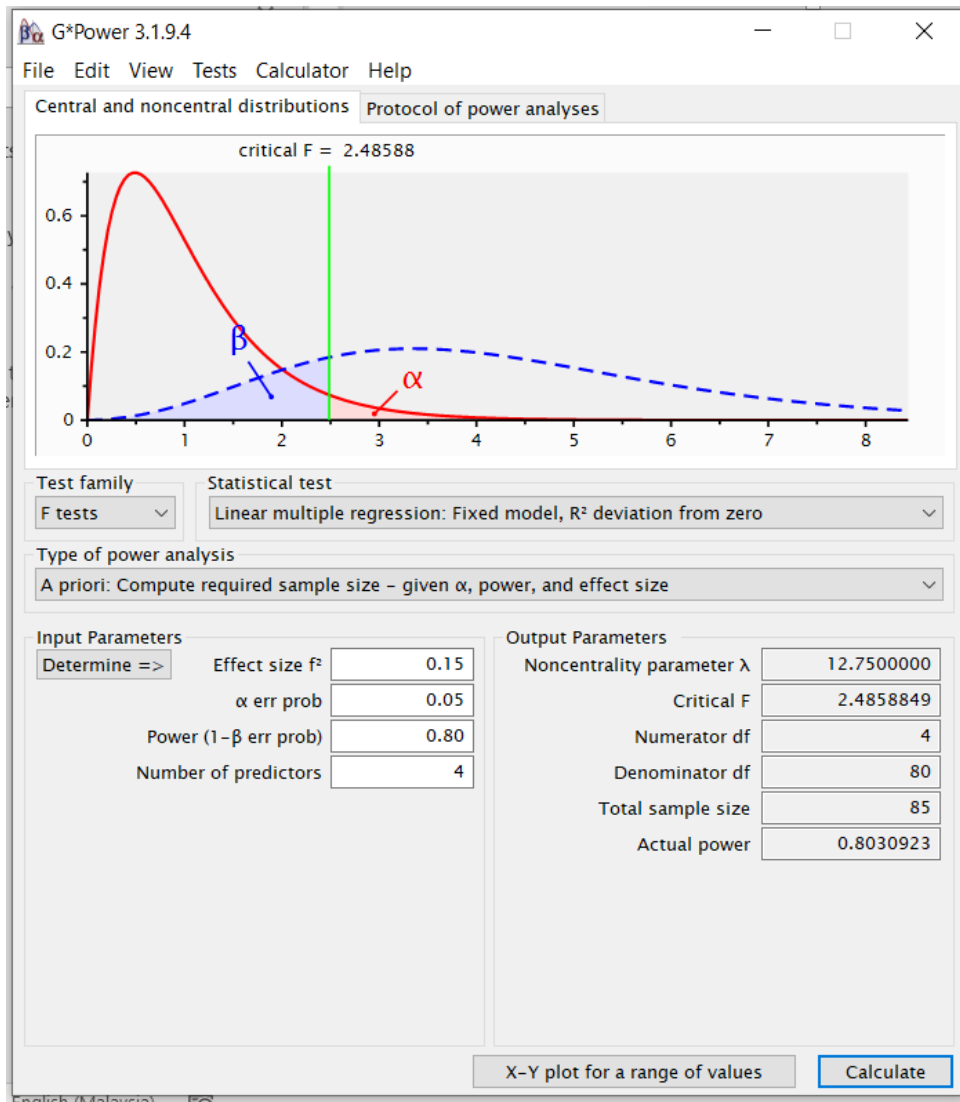 G*Power 3.1.9.4
File Edit View Tests Calculator Help
Central and noncentral distributions Protocol of power analyses
critical F = 2.48588
0.6
0.4
0.2
0
β
α
0 1 2 3 4 5 6 7 8
Test family Statistical test
F tests Linear multiple regression: Fixed model, R² deviation from zero
Type of power analysis
A priori: Compute required sample size – given α, power, and effect size
Input Parameters Output Parameters
Determine => Effect size f² 0.15 Noncentrality parameter λ 12.7500000
α err prob 0.05 Critical F 2.4858849
Power (1-β err prob) 0.80 Numerator df 4
Number of predictors 4 Denominator df 80
Total sample size 85
Actual power 0.8030923
X-Y plot for a range of values Calculate
English (Malaysia)